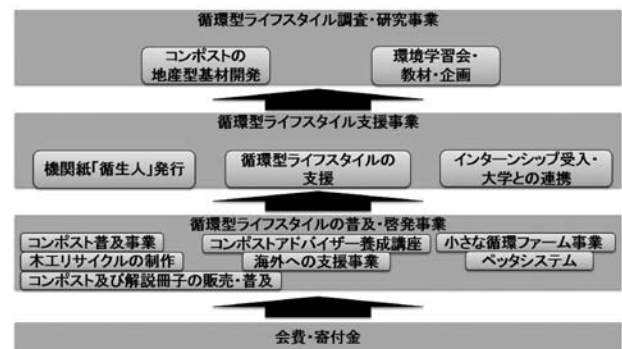 循環型ライフスタイル調査・研究事業
コンポストの
地産型基材開発
環境学習会・
教材・企画
循環型ライフスタイル支援事業
機関紙「循生人」発行
循環型ライフスタイルの
支援
インターンシップ受入・
大学との連携
循環型ライフスタイルの普及・啓発事業
コンポスト普及事業
コンポストアドバイザー養成講座
小さな循環ファーム事業
木工リサイクルの制作
海外への支援事業
ベッタシステム
コンポスト及び解説冊子の販売・普及
会費・寄付金